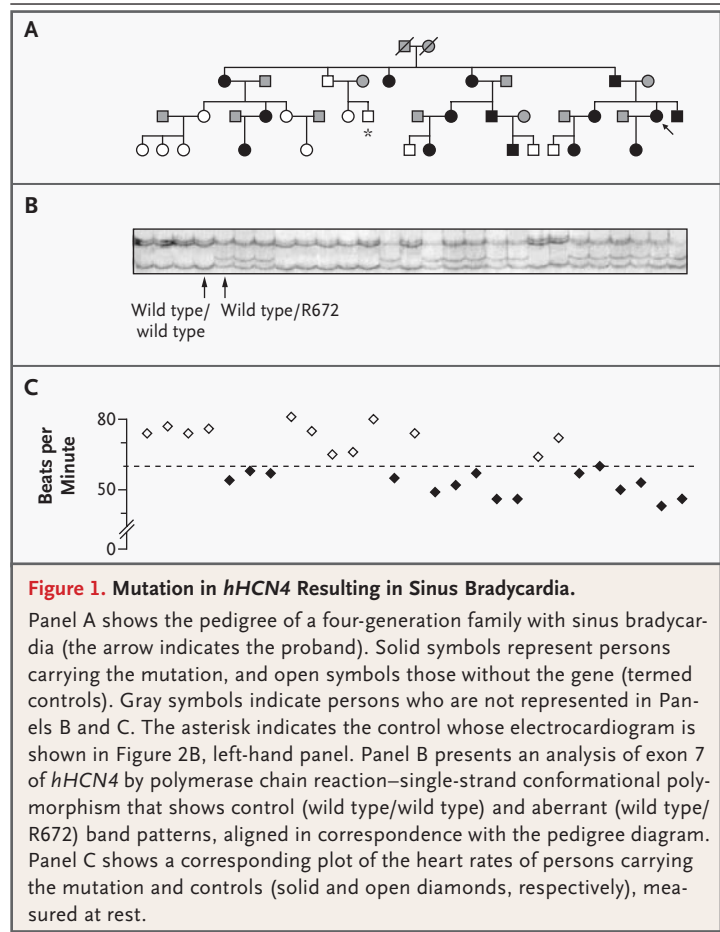 A
*
B
Wild type/
wild type
Wild type/R672
C
80
50
0
Beats per
Minute
Figure 1. Mutation in hHCN4 Resulting in Sinus Bradycardia.
Panel A shows the pedigree of a four-generation family with sinus bradycar-
dia (the arrow indicates the proband). Solid symbols represent persons
carrying the mutation, and open symbols those without the gene (termed
controls). Gray symbols indicate persons who are not represented in Pan-
els B and C. The asterisk indicates the control whose electrocardiogram is
shown in Figure 2B, left-hand panel. Panel B presents an analysis of exon 7
of hHCN4 by polymerase chain reaction–single-strand conformational poly-
morphism that shows control (wild type/wild type) and aberrant (wild type/
R672) band patterns, aligned in correspondence with the pedigree diagram.
Panel C shows a corresponding plot of the heart rates of persons carrying
the mutation and controls (solid and open diamonds, respectively), mea-
sured at rest.